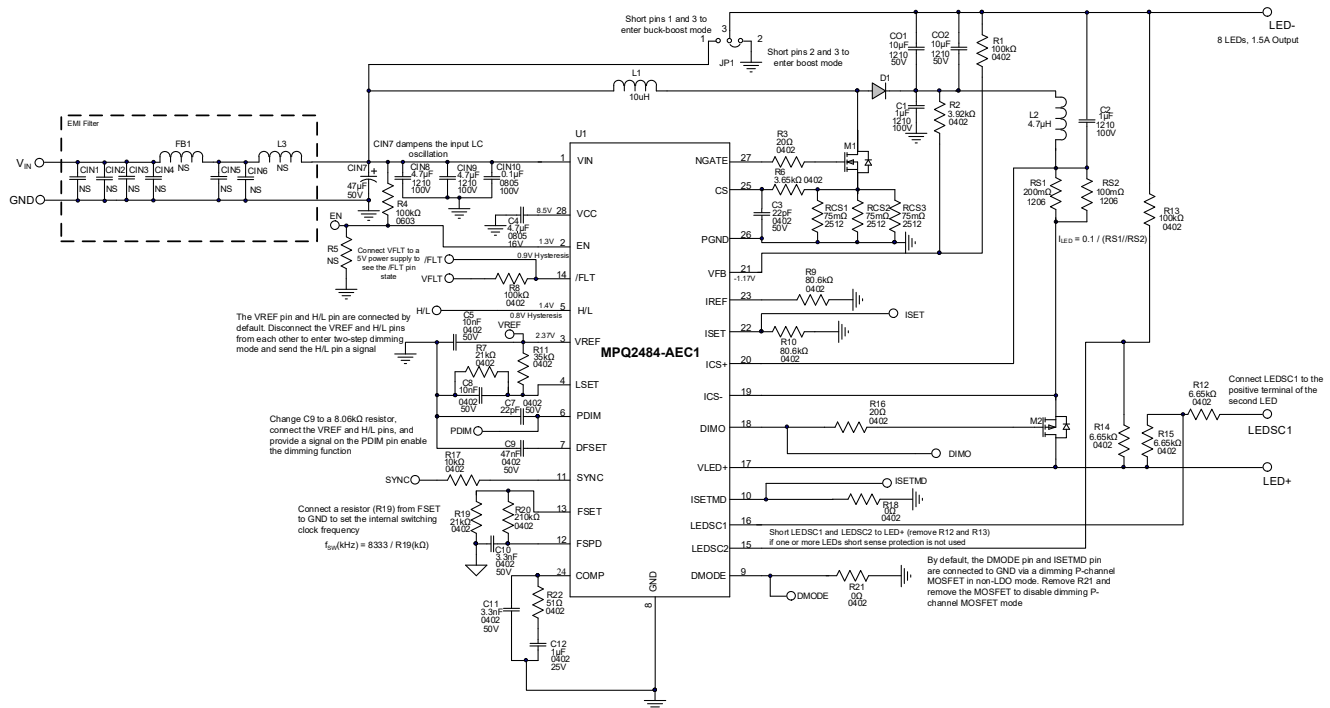 Short pins 1 and 3 to
enter buck-boost mode
3
1
2
JP1
Short pins 2 and 3 to
enter boost mode
CO1
10µF
1210
50V
CO2
10µF
1210
50V
R1
100kΩ
0402
LED-
8 LEDs, 1.5A Output
L1
10uH
D1
C1
1µF
1210
100V
R2
3.92kΩ
0402
L2
4.7µH
C2
1µF
1210
100V
EMI Filter
VIN
GND
CIN1
NS
CIN2
NS
CIN3
NS
CIN4
NS
FB1
NS
CIN5
NS
CIN6
NS
L3
NS
CIN7 dampens the input LC
oscillation
CIN7
47µF
50V
R4
100kΩ
0603
CIN8
4.7µF
1210
100V
CIN9
4.7µF
1210
100V
CIN10
0.1µF
0805
100V
U1
MPQ2484-AEC1
1 VIN
8.5V 28 VCC
C4
4.7µF
0805
16V
EN
R5
NS
1.3V 2 EN
0.9V Hysteresis
Connect VFLT to a
5V power supply to
see the /FLT pin
state
/FLT
VFLT
R8
100kΩ
0402
14 /FLT
H/L
1.4V 5 H/L
0.8V Hysteresis
The VREF pin and H/L pin are connected by
default. Disconnect the VREF and H/L pins
from each other to enter two-step dimming
mode and send the H/L pin a signal
C5
10nF
0402
50V
VREF
2.37V 3 VREF
R7
21kΩ
0402
R11
35kΩ
0402
4 LSET
C8
10nF
0402
50V
C7
22pF
0402
50V
6 PDIM
PDIM
Change C9 to a 8.06kΩ resistor,
connect the VREF and H/L pins, and
provide a signal on the PDIM pin enable
the dimming function
C9
47nF
0402
50V
7 DFSET
R17
10kΩ
0402
SYNC
11 SYNC
Connect a resistor (R19) from FSET
to GND to set the internal switching
clock frequency
fSW(kHz) = 8333 / R19(kΩ)
R19
21kΩ
0402
R20
210kΩ
0402
13 FSET
12 FSPD
C10
3.3nF
0402
50V
24 COMP
C11
3.3nF
0402
50V
R22
51Ω
0402
C12
1µF
0402
25V
GND
8
NGATE 27
R3
20Ω
0402
M1
CS 25
R6
3.65kΩ 0402
C3
22pF
0402
50V
RCS1
75mΩ
2512
RCS2
75mΩ
2512
RCS3
75mΩ
2512
PGND 26
VFB 21
-1.17V
IREF 23
R9
80.6kΩ
0402
ISET 22
R10
80.6kΩ
0402
ISET
ICS+ 20
ICS- 19
RS1
200mΩ
1206
RS2
100mΩ
1206
ILED = 0.1 / (RS1//RS2)
R13
100kΩ
0402
DIMO 18
R16
20Ω
0402
DIMO
M2
VLED+ 17
R14
6.65kΩ
0402
R15
6.65kΩ
0402
R12
6.65kΩ
0402
Connect LEDSC1 to the
positive terminal of the
second LED
LEDSC1
LED+
ISETMD 10
ISETMD
R18
0Ω
0402
LEDSC1 16
Short LEDSC1 and LEDSC2 to LED+ (remove R12 and R13)
if one or more LEDs short sense protection is not used
LEDSC2 15
DMODE 9
DMODE
R21
0Ω
0402
By default, the DMODE pin and ISETMD pin
are connected to GND via a dimming P-channel
MOSFET in non-LDO mode. Remove R21 and
remove the MOSFET to disable dimming P-
channel MOSFET mode